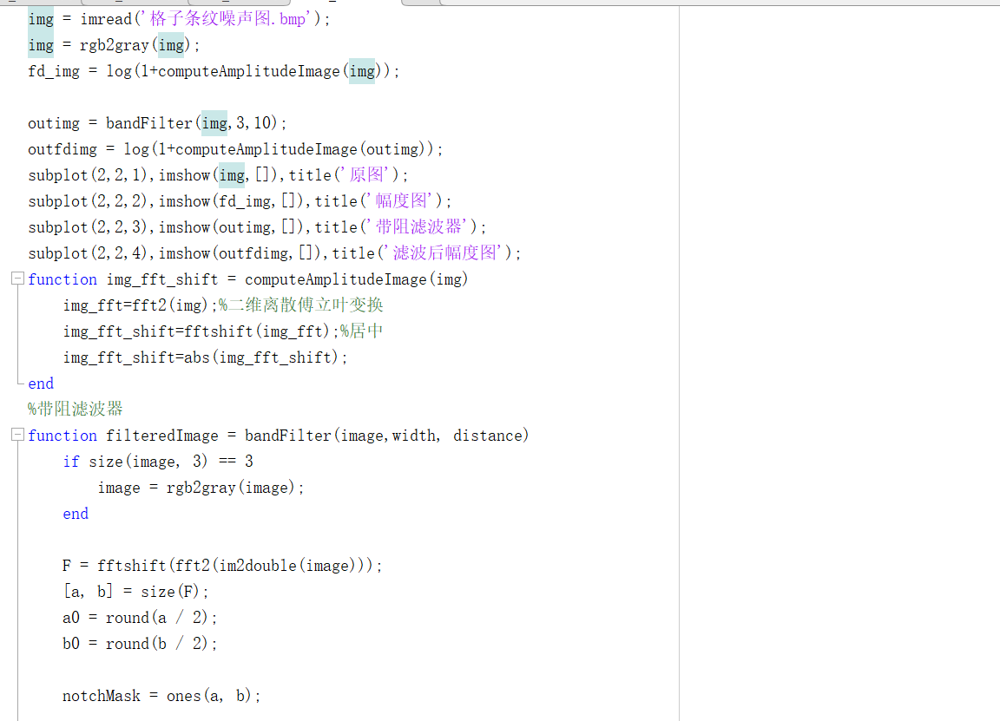 img = imread('格子条纹噪声图.bmp');
img = rgb2gray(img);
fd_img = log(1+computeAmplitudeImage(img));
outimg = bandFilter(img,3,10);
outfdimg = log(1+computeAmplitudeImage(outimg));
subplot(2,2,1),imshow(img,[]),title('原图');
subplot(2,2,2),imshow(fd_img,[]),title('幅度图');
subplot(2,2,3),imshow(outimg,[]),title('带阻滤波器');
subplot(2,2,4),imshow(outfdimg,[]),title('滤波后幅度图');
function img_fft_shift = computeAmplitudeImage(img)
img_fft=fft2(img);%二维离散傅立叶变换
img_fft_shift=fftshift(img_fft);%居中
img_fft_shift=abs(img_fft_shift);
end
%带阻滤波器
function filteredImage = bandFilter(image,width, distance)
if size(image, 3) == 3
image = rgb2gray(image);
end
F = fftshift(fft2(im2double(image)));
[a, b] = size(F);
a0 = round(a / 2);
b0 = round(b / 2);
notchMask = ones(a, b);